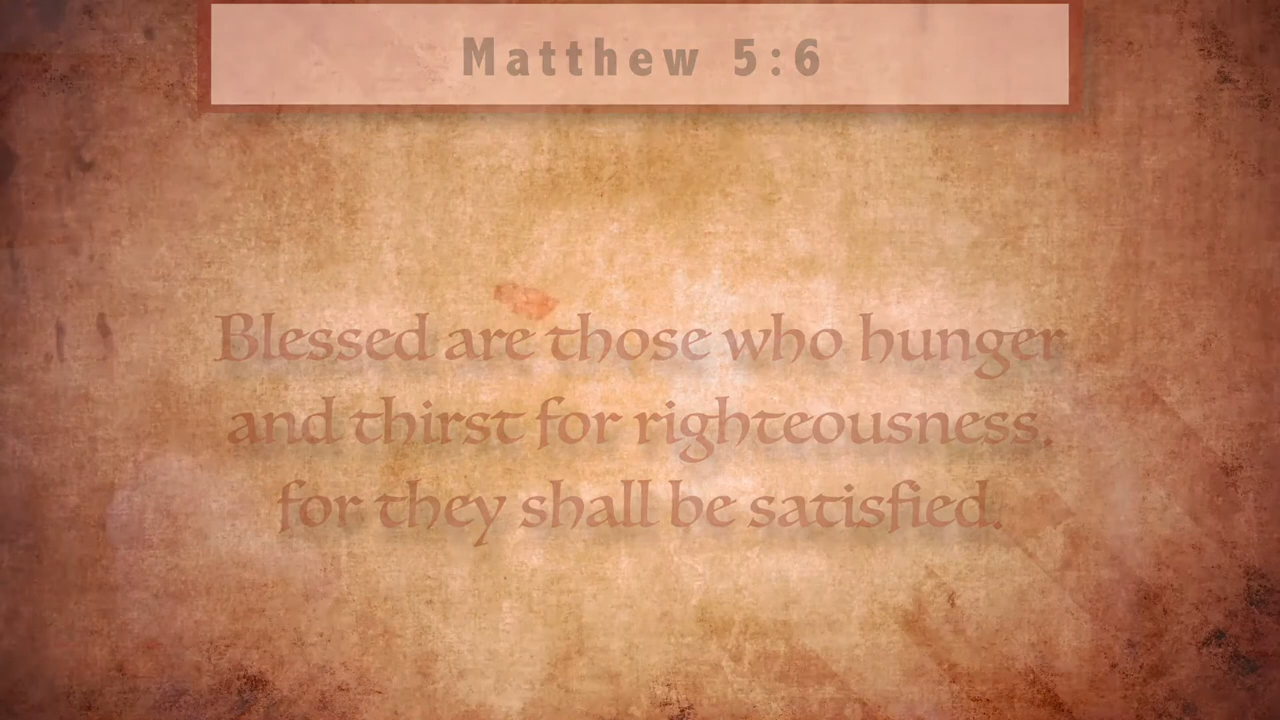 Matthew 5:6
Blessed are those who hunger
and thirst for righteousness,
for they shall be satisfied.